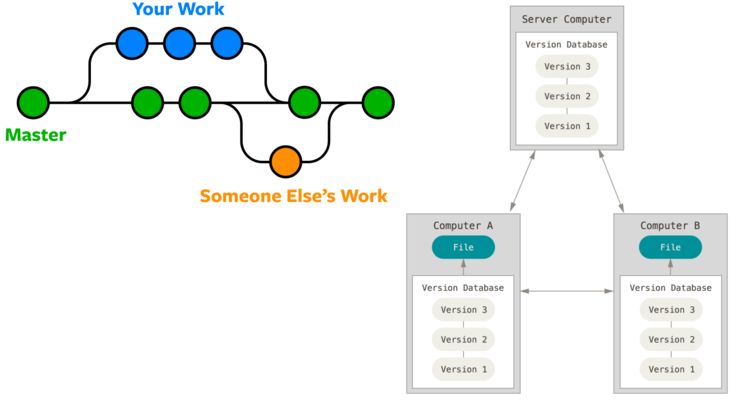 Your Work
Master
Someone Else's Work
Server Computer
Version Database
Version 3
Version 2
Version 1
Computer A
File
Version Database
Version 3
Version 2
Version 1
Computer B
File
Version Database
Version 3
Version 2
Version 1